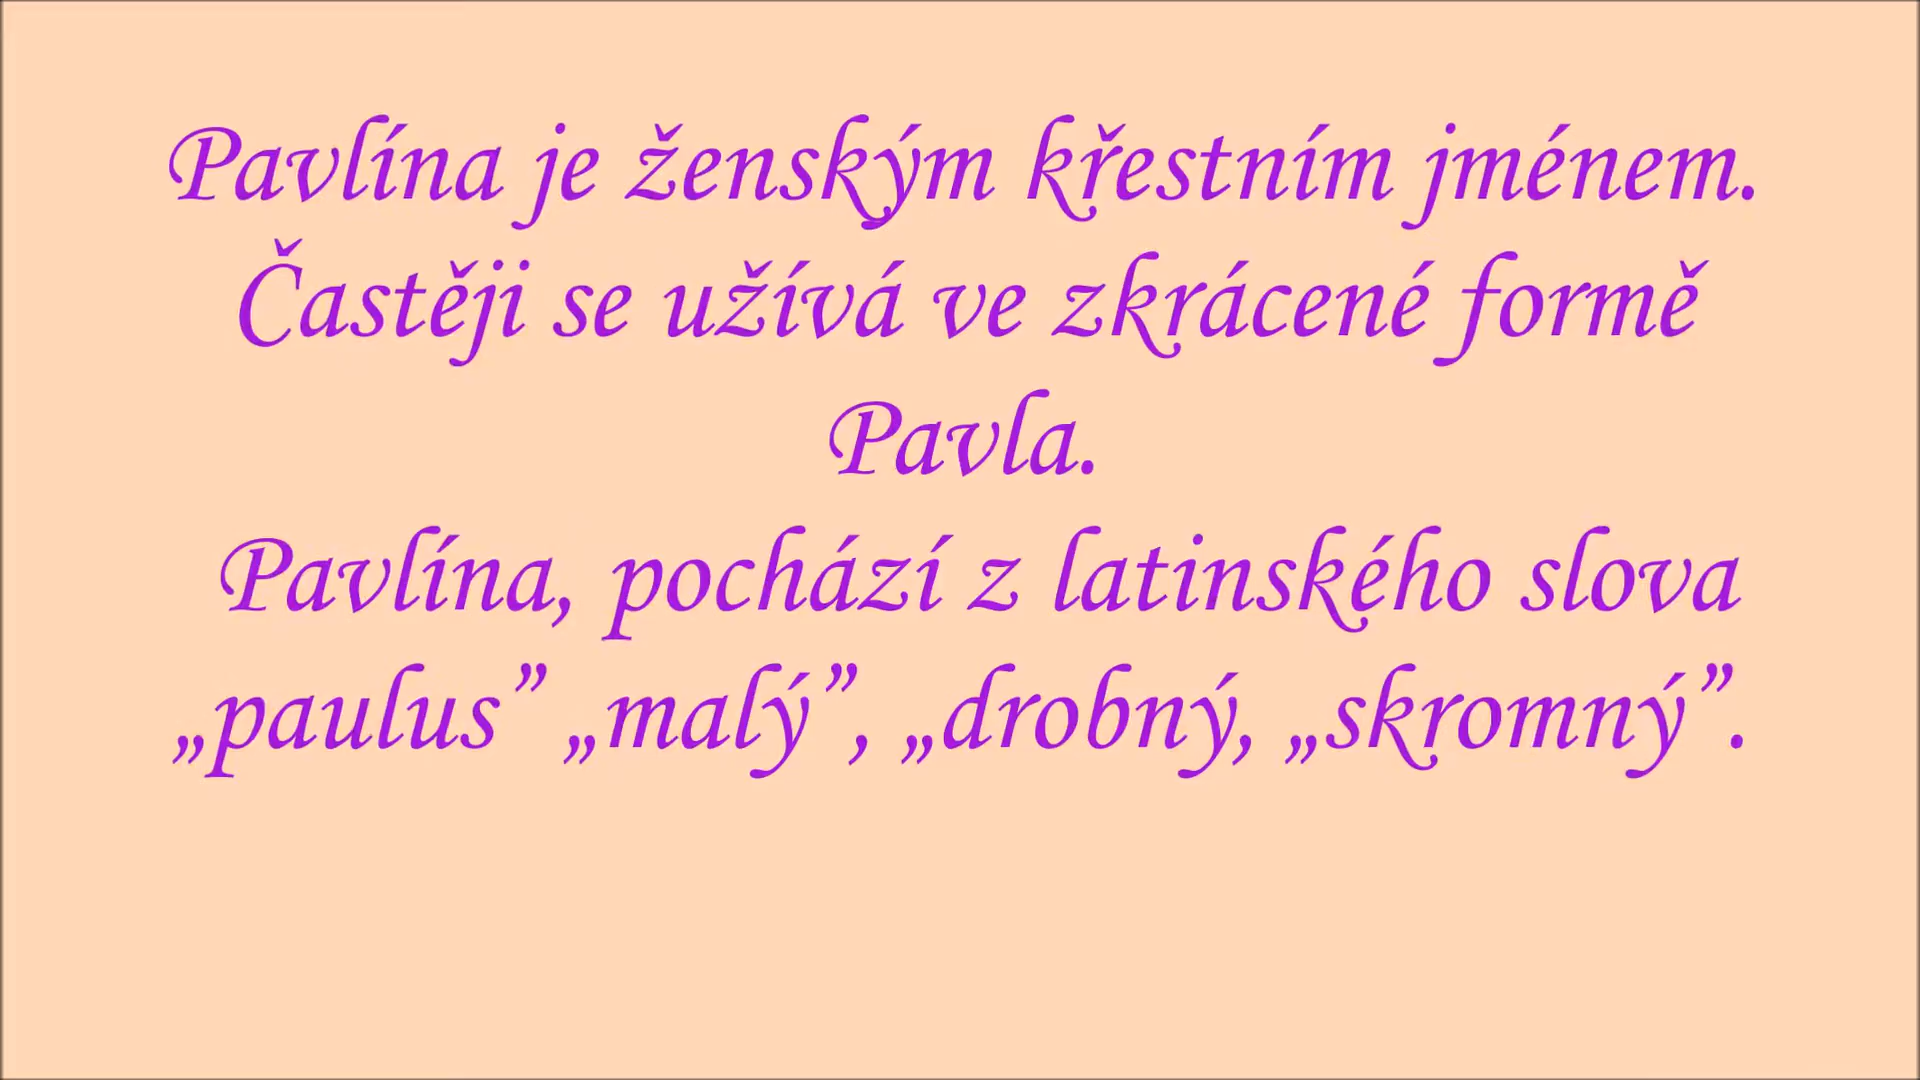 Pavlína je ženským křestním jménem.
Častěji se užívá ve zkrácené formě
Pavla.
Pavlína, pochází z latinského slova
„paulus” „malý”, „drobný, „skromný”.